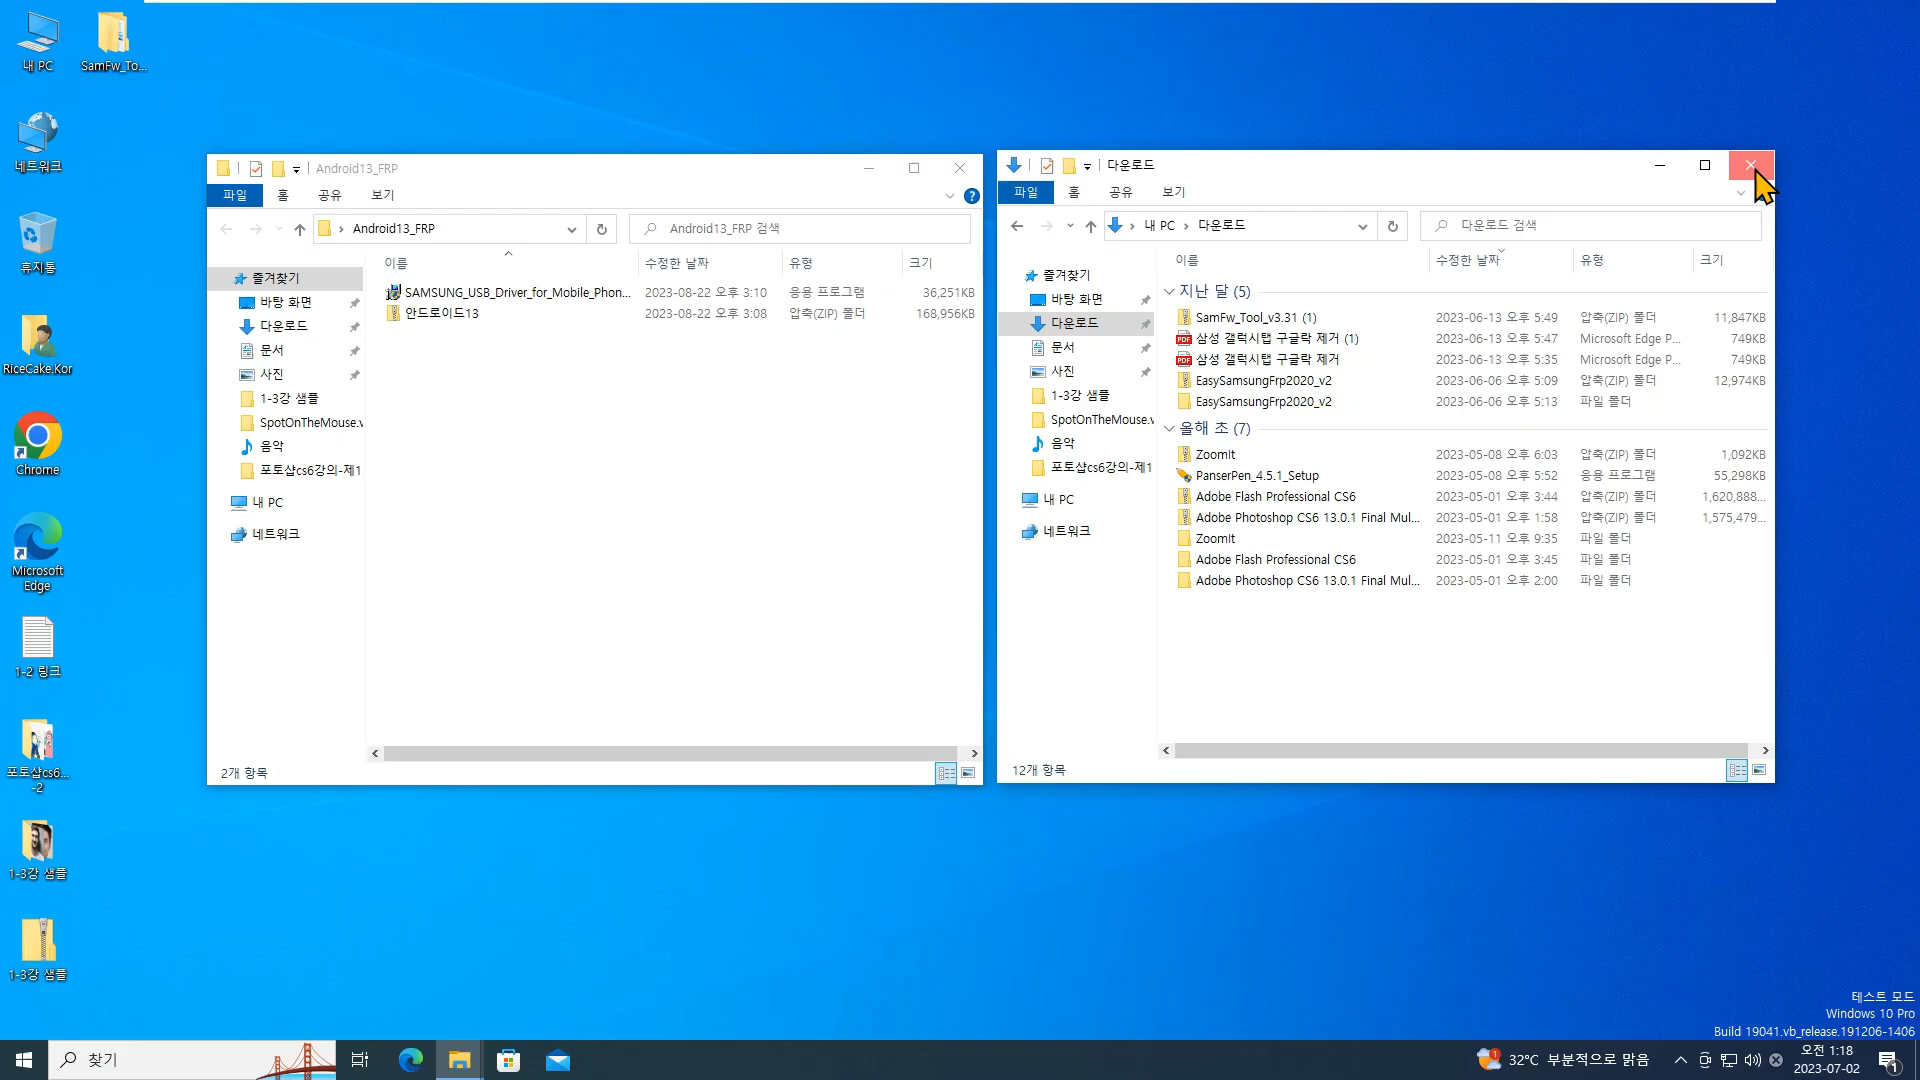 내 PC
SamFw_To...
네트워크
휴지통
RiceCake.Kor
Chrome
Microsoft
Edge
1-2 링크
포토샵cs6...
-2
1-3강 샘플
1-3강 샘플
Android13_FRP
파일 홈 공유 보기
Android13_FRP
Android13_FRP 검색
이름 수정한 날짜 유형 크기
SAMSUNG_USB_Driver_for_Mobile_Phon... 2023-08-22 오후 3:10 응용 프로그램 36,251KB
안드로이드13 2023-08-22 오후 3:08 압축(ZIP) 폴더 168,956KB
즐겨찾기
바탕 화면
다운로드
문서
사진
1-3강 샘플
SpotOnTheMouse.v
음악
포토샵cs6강의-제1
내 PC
네트워크
2개 항목
다운로드
파일 홈 공유 보기
내 PC › 다운로드
다운로드 검색
이름 수정한 날짜 유형 크기
즐겨찾기
바탕 화면
다운로드
문서
사진
1-3강 샘플
SpotOnTheMouse.v
음악
포토샵cs6강의-제1
내 PC
네트워크
지난 달 (5)
SamFw_Tool_v3.31 (1) 2023-06-13 오후 5:49 압축(ZIP) 폴더 11,847KB
삼성 갤럭시탭 구글락 제거 (1) 2023-06-13 오후 5:47 Microsoft Edge P... 749KB
삼성 갤럭시탭 구글락 제거 2023-06-13 오후 5:35 Microsoft Edge P... 749KB
EasySamsungFrp2020_v2 2023-06-06 오후 5:09 압축(ZIP) 폴더 12,974KB
EasySamsungFrp2020_v2 2023-06-06 오후 5:13 파일 폴더
올해 초 (7)
ZoomIt 2023-05-08 오후 6:03 압축(ZIP) 폴더 1,092KB
PanserPen_4.5.1_Setup 2023-05-08 오후 5:52 응용 프로그램 55,298KB
Adobe Flash Professional CS6 2023-05-01 오후 3:44 압축(ZIP) 폴더 1,620,888...
Adobe Photoshop CS6 13.0.1 Final Mul... 2023-05-01 오후 1:58 압축(ZIP) 폴더 1,575,479...
ZoomIt 2023-05-11 오후 9:35 파일 폴더
Adobe Flash Professional CS6 2023-05-01 오후 3:45 파일 폴더
Adobe Photoshop CS6 13.0.1 Final Mul... 2023-05-01 오후 2:00 파일 폴더
12개 항목
테스트 모드
Windows 10 Pro
Build 19041.vb_release.191206-1406
찾기
32°C 부분적으로 맑음
오전 1:18
2023-07-02